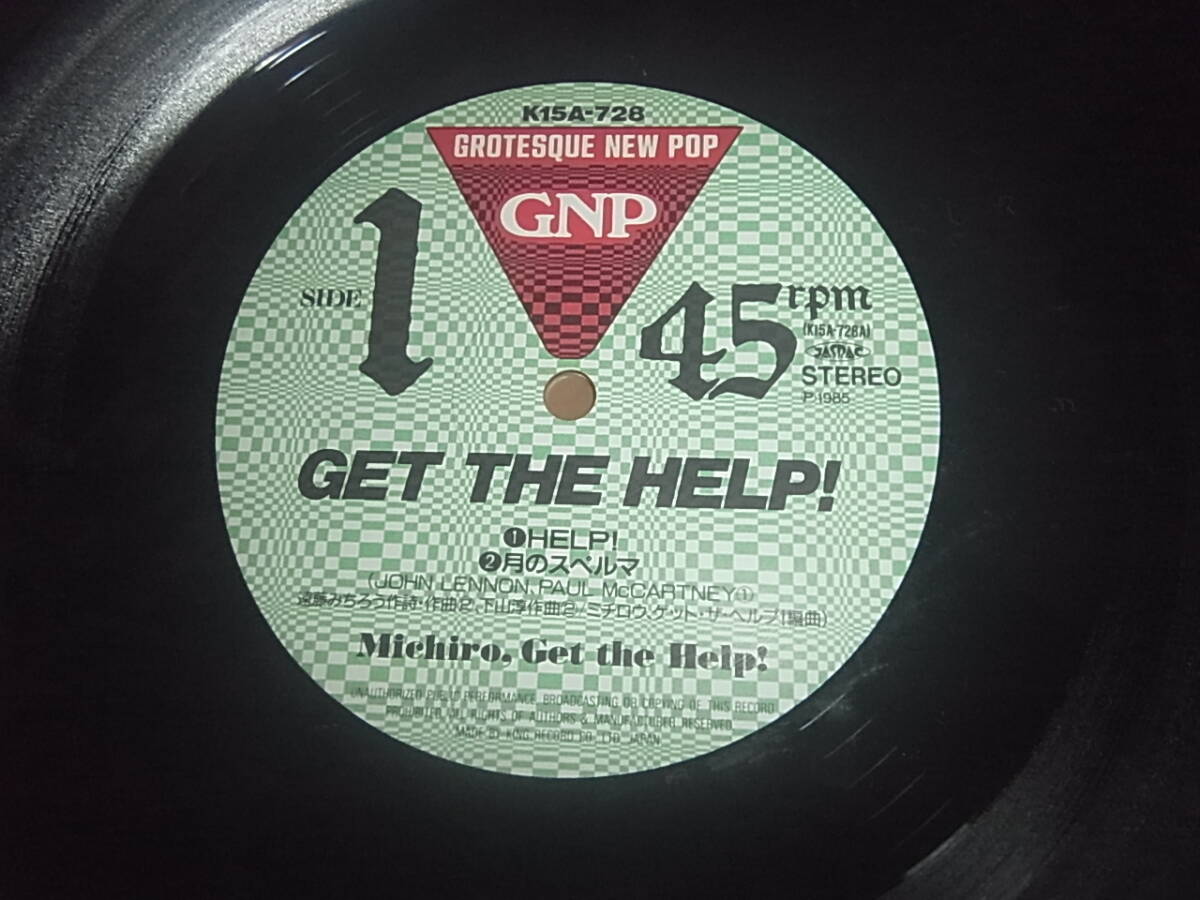 K15A-728
GROTESQUE NEW POP
GNP
SIDE 1
45 rpm
(K15A-728A)
JASRAC
STEREO
P.1985
GET THE HELP!
❶HELP!
❷月のスペルマ
(JOHN LENNON, PAUL McCARTNEY①
遠藤みちろう作詩・作曲②、下山淳作曲②/ミチロウ、ゲット・ザ・ヘルプ!編曲)
Michiro, Get the Help!
UNAUTHORIZED PUBLIC PERFORMANCE, BROADCASTING OR COPYING OF THIS RECORD
PROHIBITED. ALL RIGHTS OF AUTHORS & MANUFACTURER RESERVED.
MADE BY KING RECORD CO., LTD. JAPAN